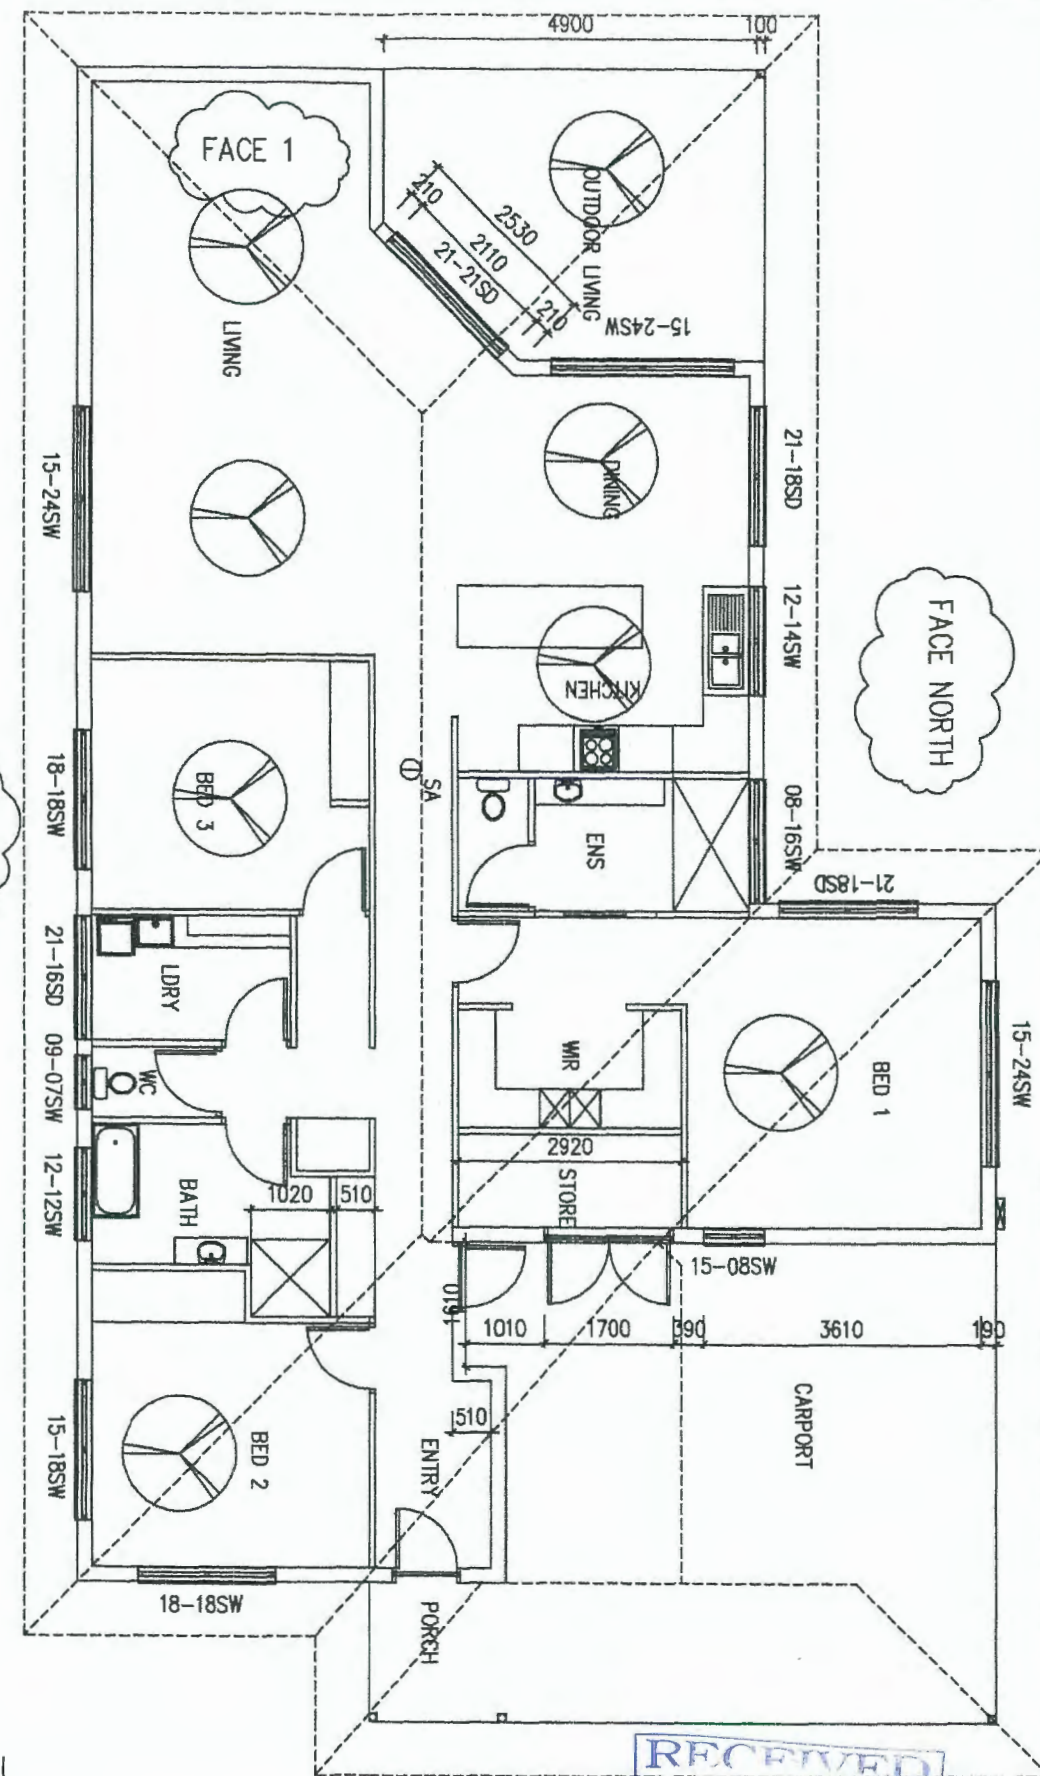 4900
100
FACE 1
OUTDOOR LIVING
210
2530
2110
21-21SD
210
15-24SW
LIVING
DINING
21-18SD
15-24SW
12-14SW
FACE NORTH
KITCHEN
SA
18-18SW
BED 3
08-16SW
ENS
21-18SD
21-16SD
LDRY
15-24SW
WIR
BED 1
09-07SW
WC
12-12SW
BATH
2920
STORE
1020
510
15-08SW
1010
1700
390
3610
190
CARPORT
510
ENTRY
15-18SW
BED 2
18-18SW
PORCH
RECEIVED